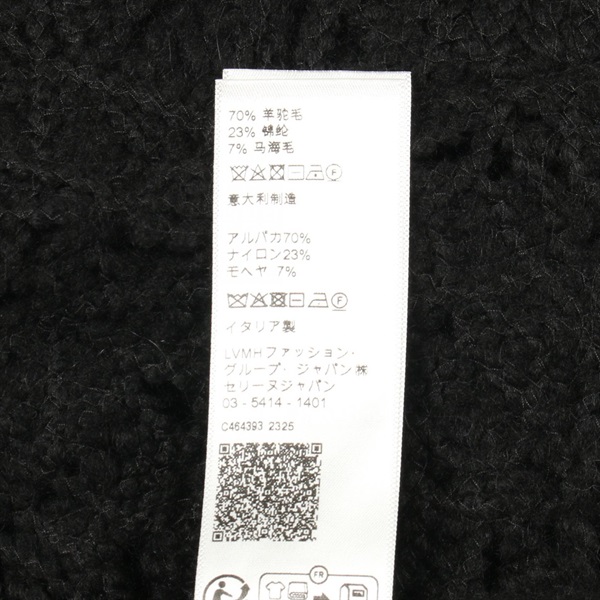 70% 羊驼毛
23% 锦纶
7% 马海毛
F
意大利制造
アルパカ70%
ナイロン23%
モヘヤ 7%
F
イタリア製
LVMHファッション・
グループ・ジャパン㈱
セリーヌジャパン
03 - 5414 - 1401
C464393 2325
FR